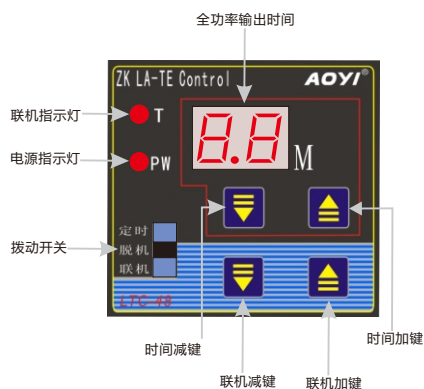 全功率输出时间
ZK LA-TE Control AOYI®
联机指示灯
T
8.8
M
电源指示灯
PW
定时
脱机
联机
拨动开关
LTC-48
时间减键
时间加键
联机减键
联机加键